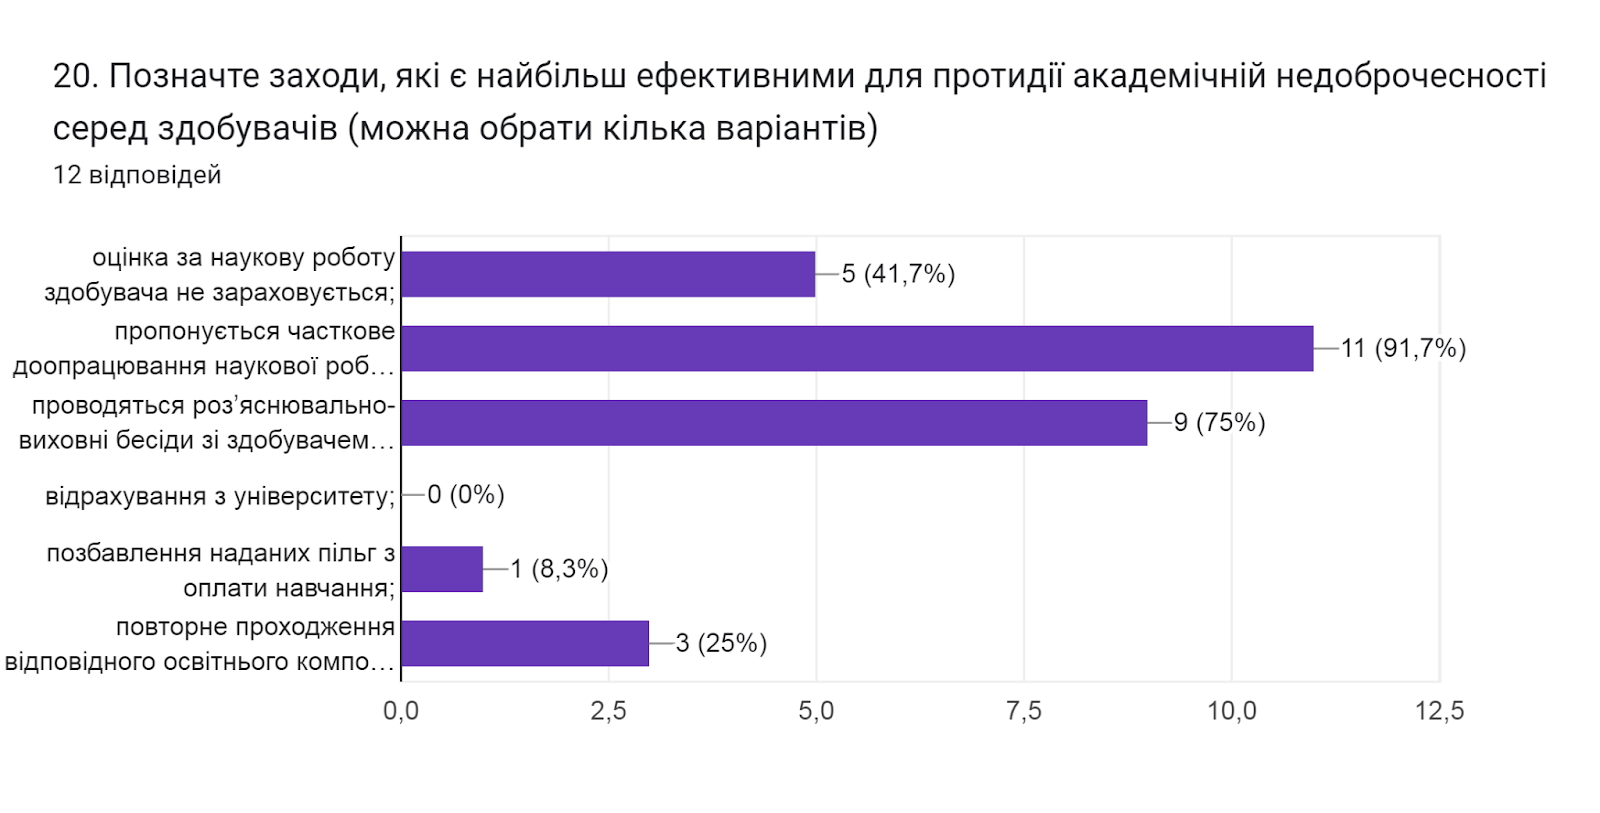 20. Позначте заходи, які є найбільш ефективними для протидії академічній недоброчесності
серед здобувачів (можна обрати кілька варіантів)
12 відповідей
оцінка за наукову роботу
здобувача не зараховується;
5 (41,7%)
пропонується часткове
доопрацювання наукової роб…
11 (91,7%)
проводяться роз’яснювально-
виховні бесіди зі здобувачем…
9 (75%)
відрахування з університету;
0 (0%)
позбавлення наданих пільг з
оплати навчання;
1 (8,3%)
повторне проходження
відповідного освітнього компо…
3 (25%)
0,0 2,5 5,0 7,5 10,0 12,5